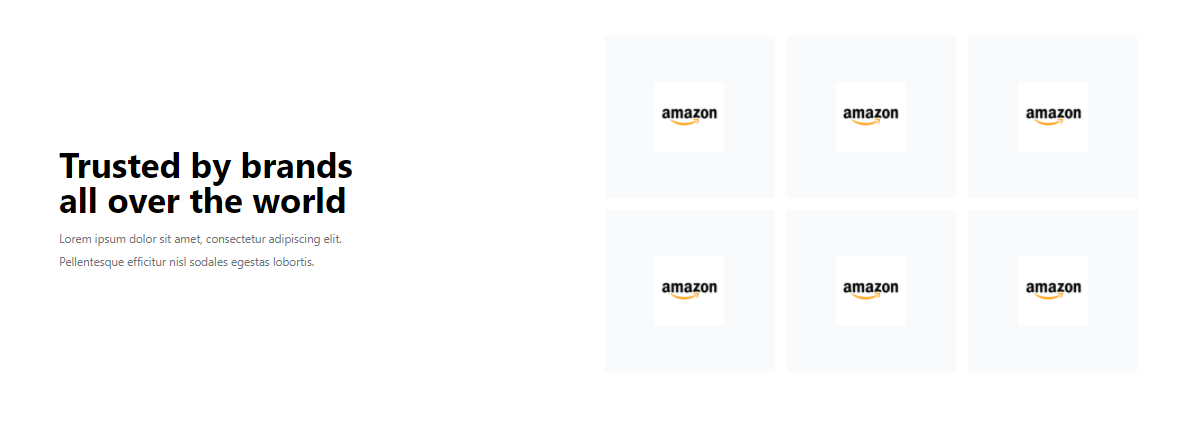 Trusted by brands
all over the world
Lorem ipsum dolor sit amet, consectetur adipiscing elit.
Pellentesque efficitur nisl sodales egestas lobortis.
amazon
amazon
amazon
amazon
amazon
amazon